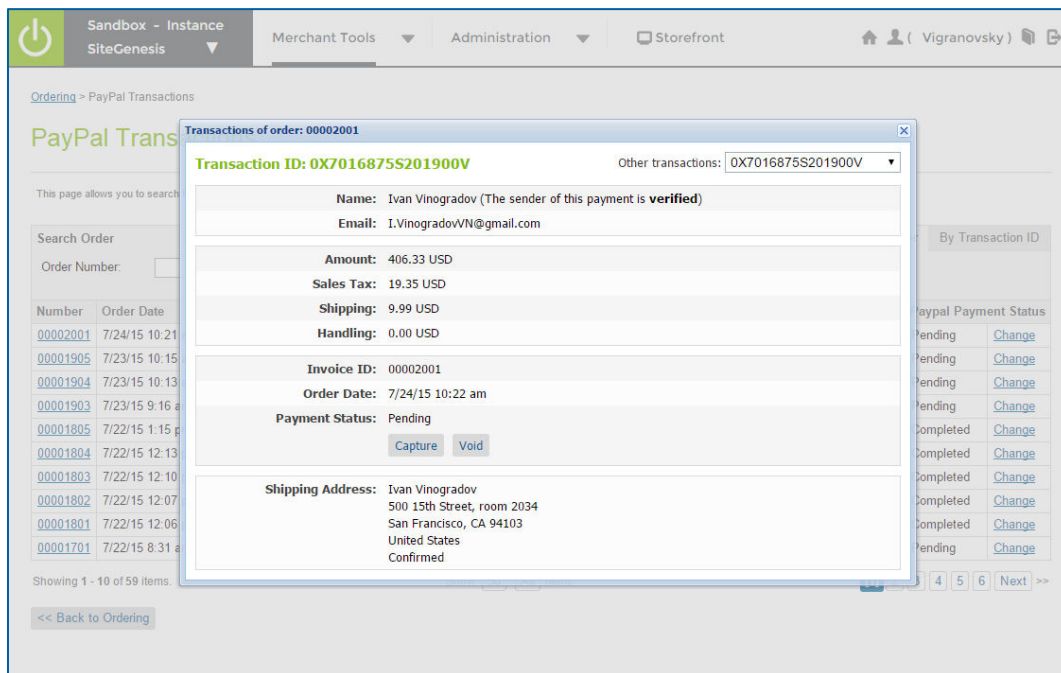 Sandbox - Instance
SiteGenesis
Merchant Tools
Administration
Storefront
( Vigranovsky )
Ordering > PayPal Transactions
PayPal Trans
Transactions of order: 00002001
Transaction ID: 0X7016875S201900V
Other transactions: 0X7016875S201900V
This page allows you to search
Name: Ivan Vinogradov (The sender of this payment is verified)
Email: I.VinogradovVN@gmail.com
Search Order
By Transaction ID
Order Number:
Amount: 406.33 USD
Sales Tax: 19.35 USD
Shipping: 9.99 USD
Handling: 0.00 USD
Number Order Date Paypal Payment Status
00002001 7/24/15 10:21 Pending Change
00001905 7/23/15 10:15 Pending Change
00001904 7/23/15 10:13 Pending Change
00001903 7/23/15 9:16 a Pending Change
00001805 7/22/15 1:15 p Completed Change
00001804 7/22/15 12:13 Completed Change
00001803 7/22/15 12:10 Completed Change
00001802 7/22/15 12:07 Completed Change
00001801 7/22/15 12:06 Completed Change
00001701 7/22/15 8:31 a Pending Change
Invoice ID: 00002001
Order Date: 7/24/15 10:22 am
Payment Status: Pending
Capture Void
Shipping Address: Ivan Vinogradov
500 15th Street, room 2034
San Francisco, CA 94103
United States
Confirmed
Showing 1 - 10 of 59 items.
3 4 5 6 Next >>
<< Back to Ordering